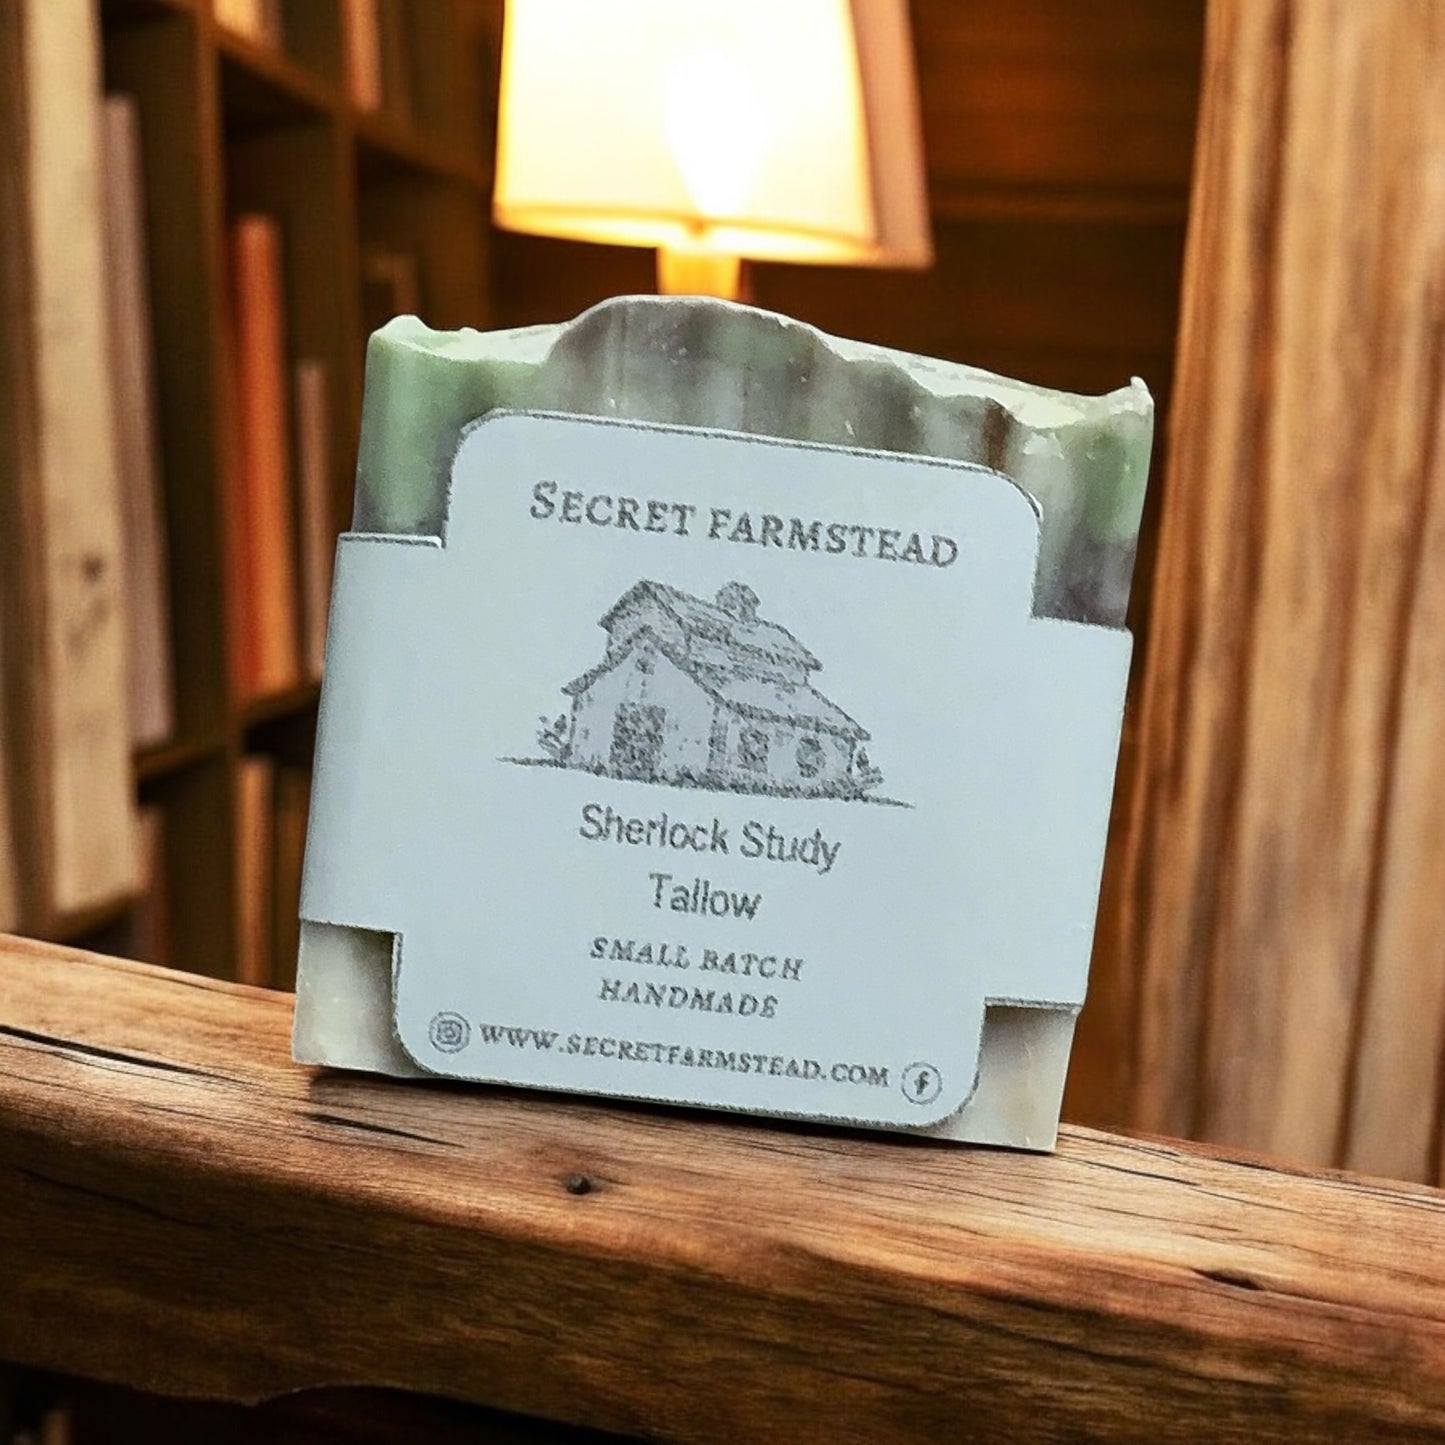 SECRET FARMSTEAD
Sherlock Study
Tallow
SMALL BATCH
HANDMADE
WWW.SECRETFARMSTEAD.COM